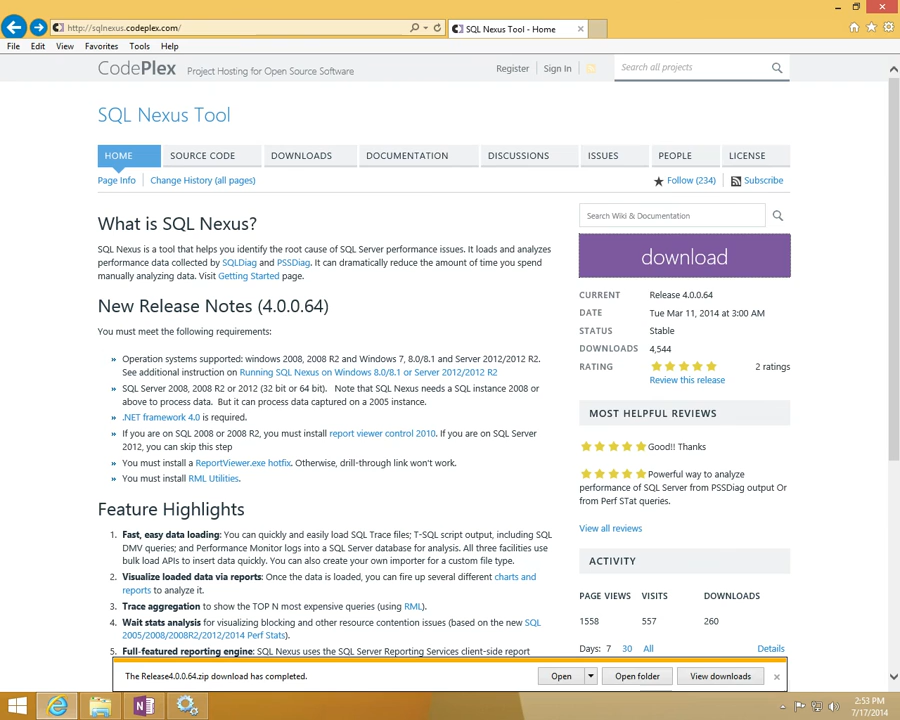 http://sqlnexus.codeplex.com/
SQL Nexus Tool - Home
File Edit View Favorites Tools Help
CodePlex Project Hosting for Open Source Software
Register Sign In
Search all projects
SQL Nexus Tool
HOME SOURCE CODE DOWNLOADS DOCUMENTATION DISCUSSIONS ISSUES PEOPLE LICENSE
Page Info Change History (all pages)
Follow (234) Subscribe
What is SQL Nexus?
SQL Nexus is a tool that helps you identify the root cause of SQL Server performance issues. It loads and analyzes
performance data collected by SQLDiag and PSSDiag. It can dramatically reduce the amount of time you spend
manually analyzing data. Visit Getting Started page.
New Release Notes (4.0.0.64)
You must meet the following requirements:
» Operation systems supported: windows 2008, 2008 R2 and Windows 7, 8.0/8.1 and Server 2012/2012 R2.
See additional instruction on Running SQL Nexus on Windows 8.0/8.1 or Server 2012/2012 R2
» SQL Server 2008, 2008 R2 or 2012 (32 bit or 64 bit). Note that SQL Nexus needs a SQL instance 2008 or
above to process data. But it can process data captured on a 2005 instance.
» .NET framework 4.0 is required.
» If you are on SQL 2008 or 2008 R2, you must install report viewer control 2010. If you are on SQL Server
2012, you can skip this step
» You must install a ReportViewer.exe hotfix. Otherwise, drill-through link won't work.
» You must install RML Utilities.
Feature Highlights
1. Fast, easy data loading: You can quickly and easily load SQL Trace files; T-SQL script output, including SQL
DMV queries; and Performance Monitor logs into a SQL Server database for analysis. All three facilities use
bulk load APIs to insert data quickly. You can also create your own importer for a custom file type.
2. Visualize loaded data via reports: Once the data is loaded, you can fire up several different charts and
reports to analyze it.
3. Trace aggregation to show the TOP N most expensive queries (using RML).
4. Wait stats analysis for visualizing blocking and other resource contention issues (based on the new SQL
2005/2008/2008R2/2012/2014 Perf Stats).
5. Full-featured reporting engine: SQL Nexus uses the SQL Server Reporting Services client-side report
Search Wiki & Documentation
download
CURRENT Release 4.0.0.64
DATE Tue Mar 11, 2014 at 3:00 AM
STATUS Stable
DOWNLOADS 4,544
RATING 2 ratings
Review this release
MOST HELPFUL REVIEWS
Good!! Thanks
Powerful way to analyze
performance of SQL Server from PSSDiag output Or
from Perf STat queries.
View all reviews
ACTIVITY
PAGE VIEWS VISITS DOWNLOADS
1558 557 260
Days: 7 30 All Details
The Release4.0.0.64.zip download has completed.
Open Open folder View downloads
2:53 PM
7/17/2014